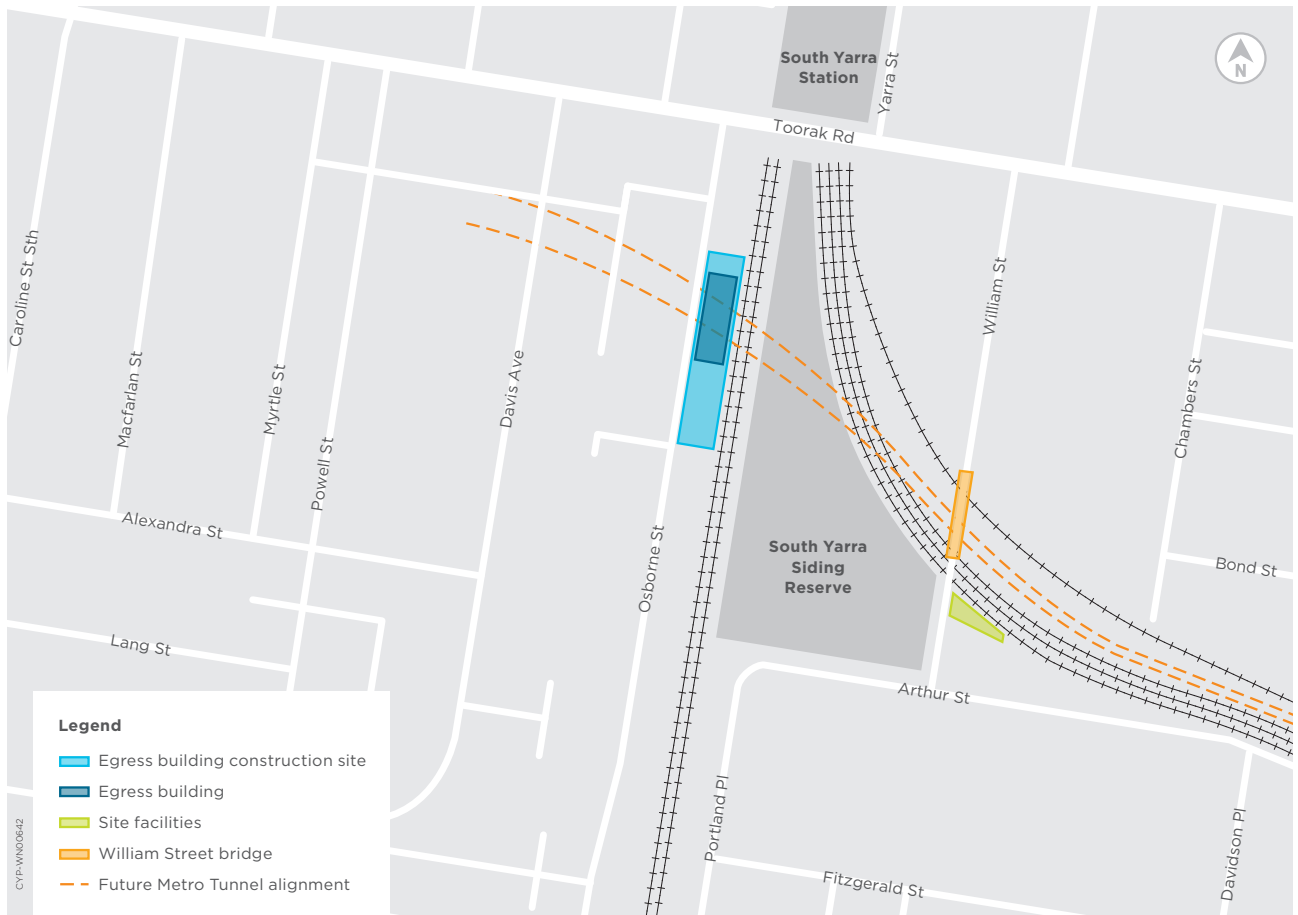 South Yarra
Station
Yarra St
N
Toorak Rd
Caroline St Sth
Macfarlan St
Myrtle St
Powell St
Davis Ave
William St
Chambers St
Alexandra St
Osborne St
South Yarra
Siding
Reserve
Bond St
Lang St
Arthur St
Portland Pl
Fitzgerald St
Davidson Pl
Legend
Egress building construction site
Egress building
Site facilities
William Street bridge
Future Metro Tunnel alignment
CYP-WN00642